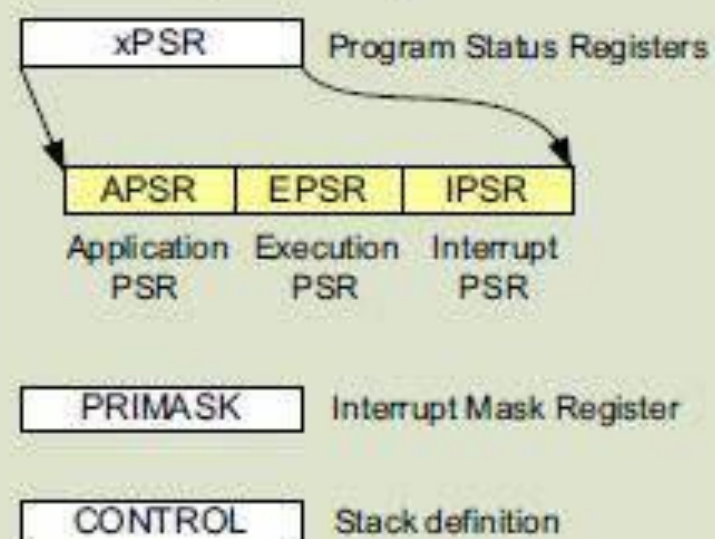 xPSR Program Status Registers
APSR EPSR IPSR
Application Execution Interrupt
PSR PSR PSR
PRIMASK Interrupt Mask Register
CONTROL Stack definition